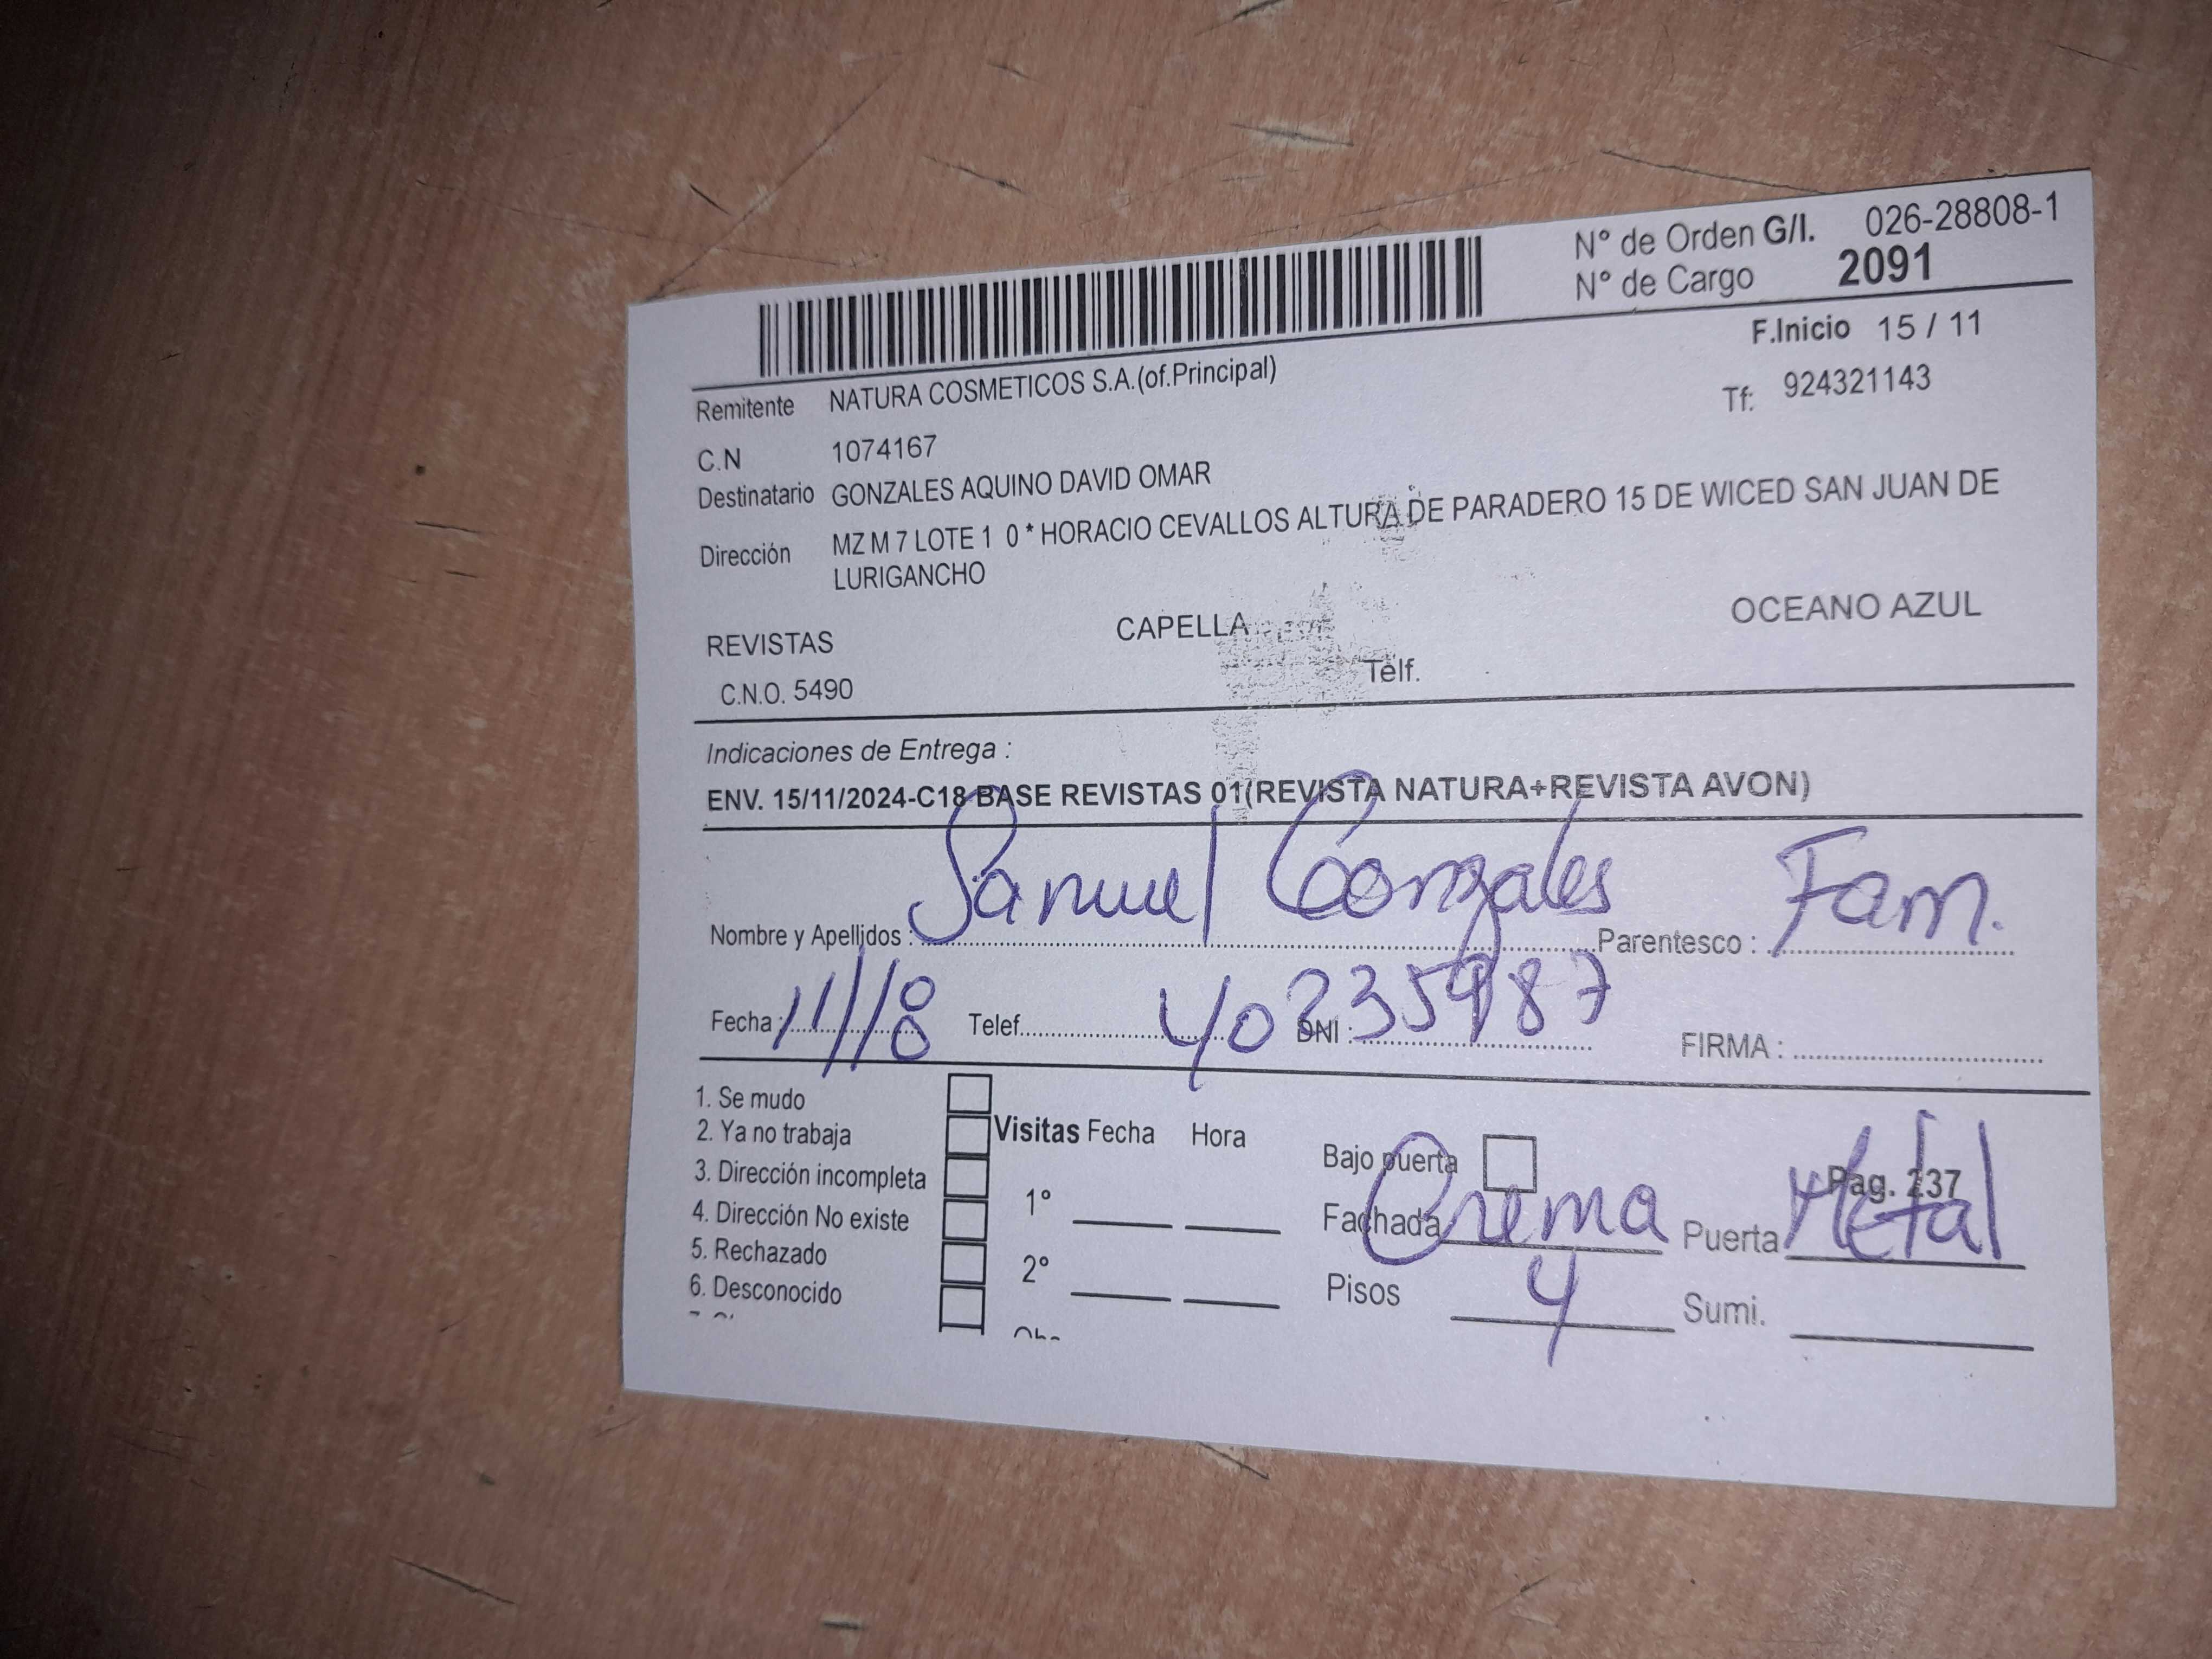 N° de Orden G/I. 026-28808-1
N° de Cargo 2091
F.Inicio 15 / 11
Remitente NATURA COSMETICOS S.A.(of.Principal)
Tf: 924321143
C.N 1074167
Destinatario GONZALES AQUINO DAVID OMAR
Dirección MZ M 7 LOTE 1 0 * HORACIO CEVALLOS ALTURA DE PARADERO 15 DE WICED SAN JUAN DE
LURIGANCHO
REVISTAS CAPELLA OCEANO AZUL
C.N.O. 5490 Telf.
Indicaciones de Entrega :
ENV. 15/11/2024-C18 BASE REVISTAS 01(REVISTA NATURA+REVISTA AVON)
Nombre y Apellidos : Samuel Gonzales Parentesco : Fam.
Fecha : 11/18 Telef. DNI : 40235987 FIRMA :
1. Se mudo
2. Ya no trabaja Visitas Fecha Hora
3. Dirección incompleta Bajo puerta Pag. 237
4. Dirección No existe 1° Fachada Crema Puerta Metal
5. Rechazado
6. Desconocido 2° Pisos 4 Sumi.